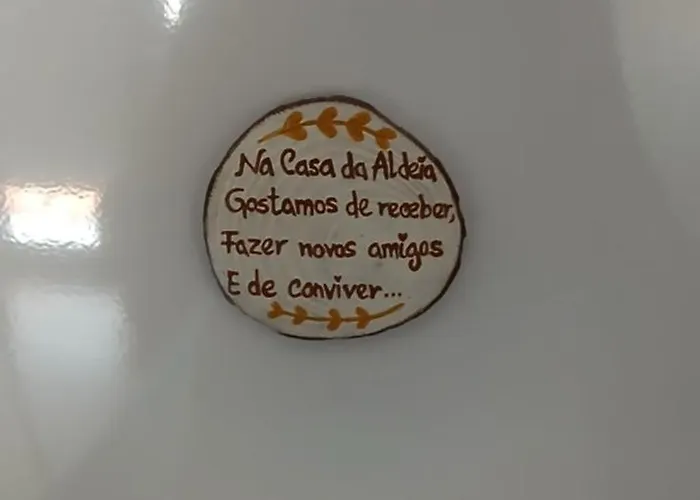 Na Casa da Aldeia
Gostamos de receber,
Fazer novos amigos
E de conviver...